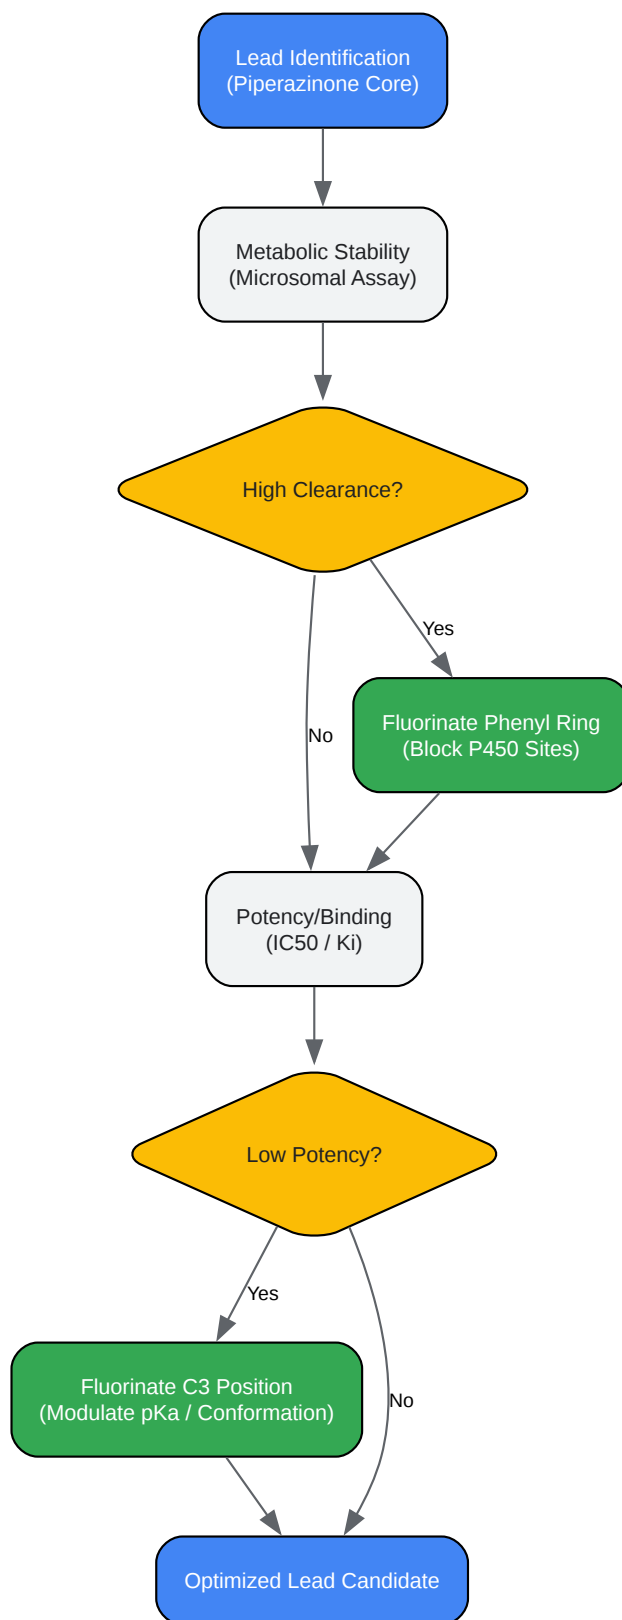 Lead Identification
(Piperazinone Core)
Metabolic Stability
(Microsomal Assay)
High Clearance?
Yes
Fluorinate Phenyl Ring
(Block P450 Sites)
No
Potency/Binding
(IC50 / Ki)
Low Potency?
Yes
Fluorinate C3 Position
(Modulate pKa / Conformation)
No
Optimized Lead Candidate